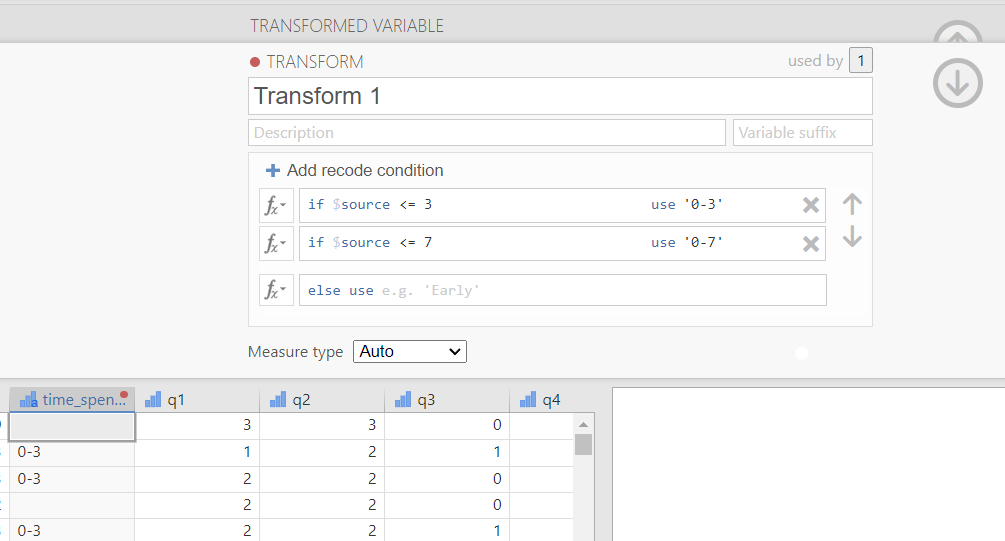 TRANSFORMED VARIABLE
TRANSFORM used by 1
Transform 1
Description Variable suffix
Add recode condition
fx if $source <= 3 use '0-3'
fx if $source <= 7 use '0-7'
fx else use e.g. 'Early'
Measure type Auto
a time_spen... q1 q2 q3 q4
3 3 0
0-3 1 2 1
0-3 2 2 0
2 2 0
0-3 2 2 1